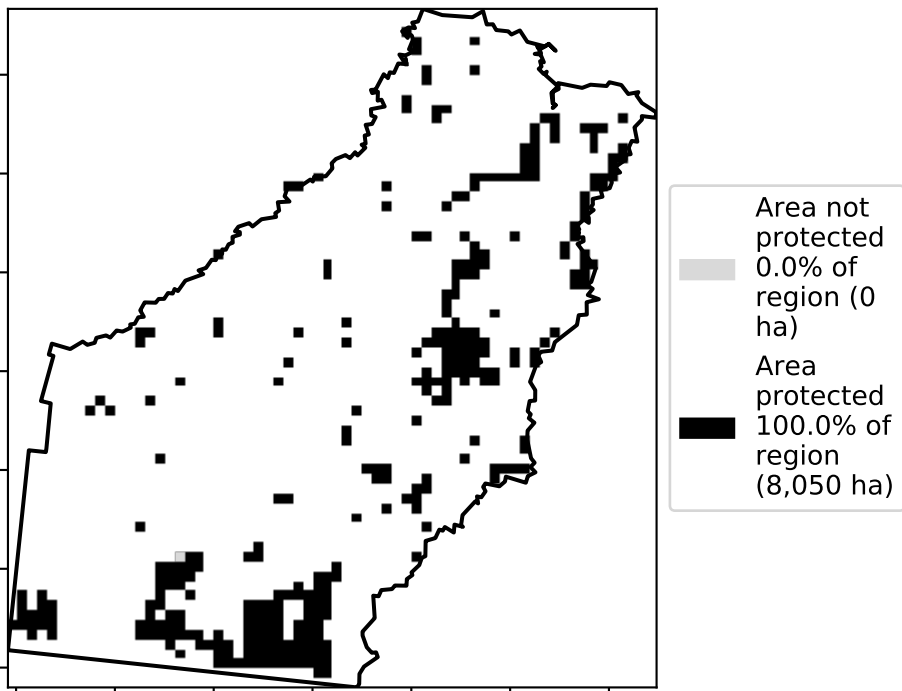 Area not
protected
0.0% of
region (0
ha)
Area
protected
100.0% of
region
(8,050 ha)